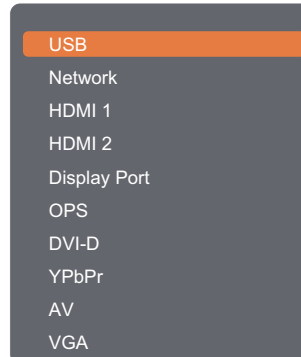 USB
Network
HDMI 1
HDMI 2
Display Port
OPS
DVI-D
YPbPr
AV
VGA